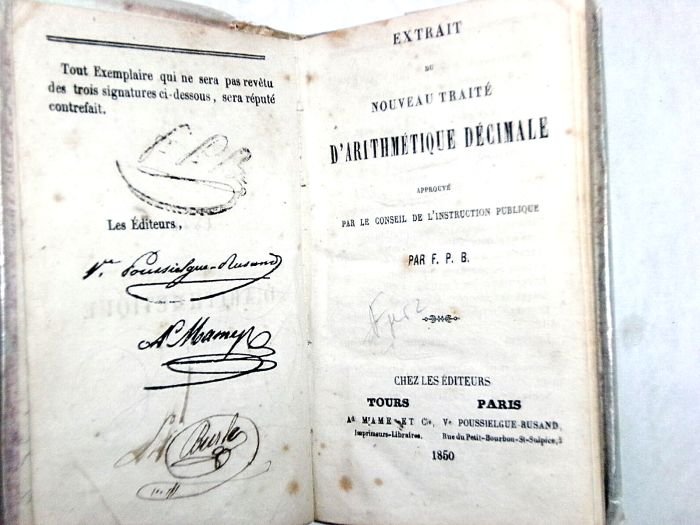 Tout Exemplaire qui ne sera pas revêtu
des trois signatures ci-dessous, sera réputé
contrefait.
F. P. B.
Les Éditeurs,
Vve Poussielgue-Rusand
Ad Mame
EXTRAIT
DU
NOUVEAU TRAITÉ
D'ARITHMÉTIQUE DÉCIMALE
APPROUVÉ
PAR LE CONSEIL DE L'INSTRUCTION PUBLIQUE
PAR F. P. B.
CHEZ LES ÉDITEURS
TOURS PARIS
Ad MAME ET Cie, Ve POUSSIELGUE-RUSAND,
Imprimeurs-Libraires. Rue du Petit-Bourbon-St-Sulpice, 3
1850